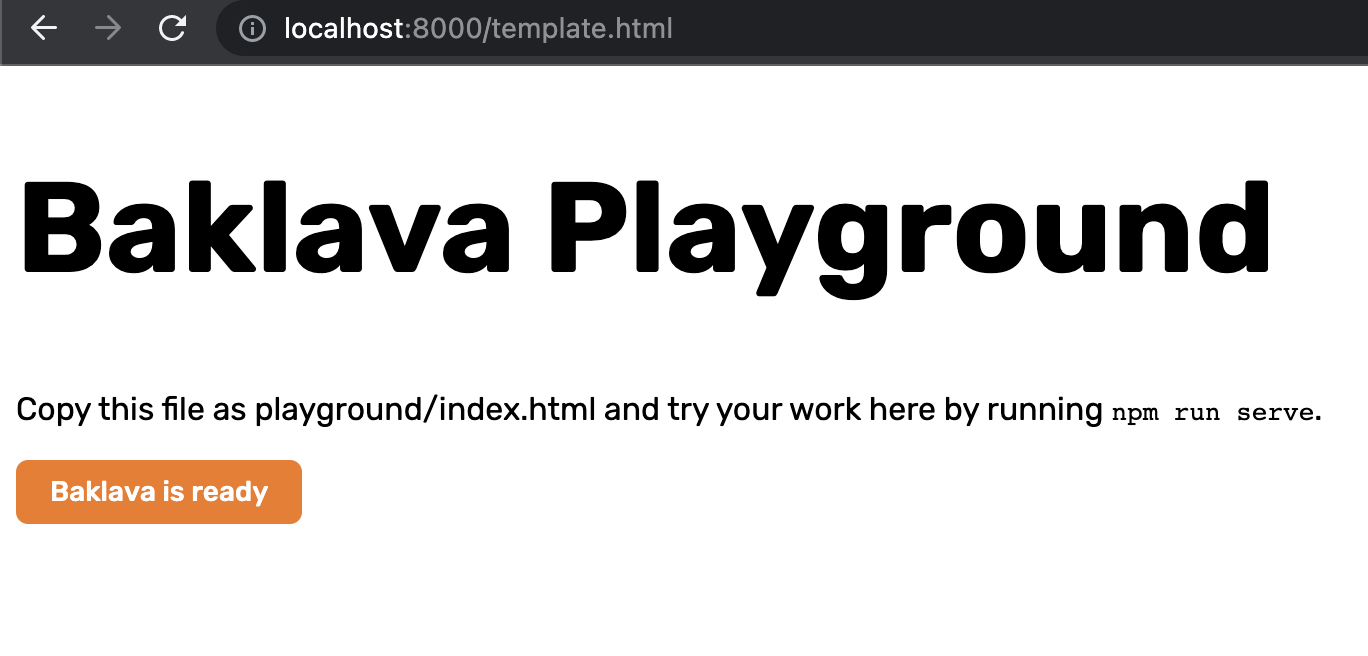 localhost:8000/template.html
Baklava Playground
Copy this file as playground/index.html and try your work here by running npm run serve.
Baklava is ready